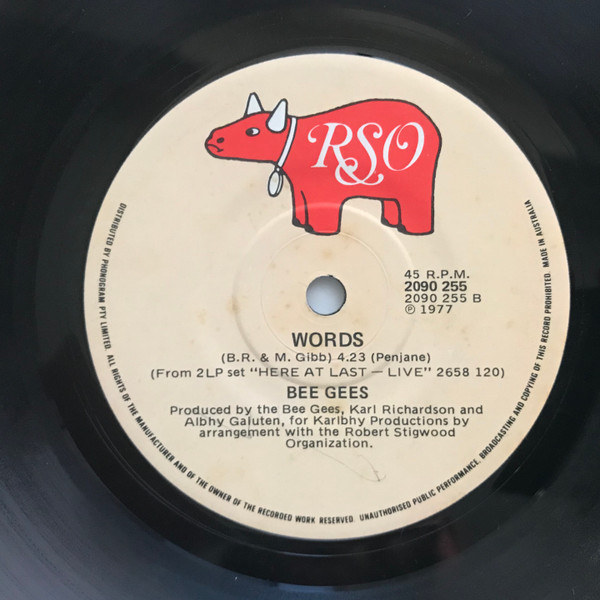 RSO
45 R.P.M.
2090 255
2090 255 B
℗ 1977
WORDS
(B.R. & M. Gibb) 4.23 (Penjane)
(From 2LP set "HERE AT LAST — LIVE" 2658 120)
BEE GEES
Produced by the Bee Gees, Karl Richardson and
Albhy Galuten, for Karlbhy Productions by
arrangement with the Robert Stigwood
Organization.
DISTRIBUTED BY PHONOGRAM PTY LIMITED. ALL RIGHTS OF THE MANUFACTURER AND OF THE OWNER OF THE RECORDED WORK RESERVED UNAUTHORISED PUBLIC PERFORMANCE, BROADCASTING AND COPYING OF THIS RECORD PROHIBITED. MADE IN AUSTRALIA.